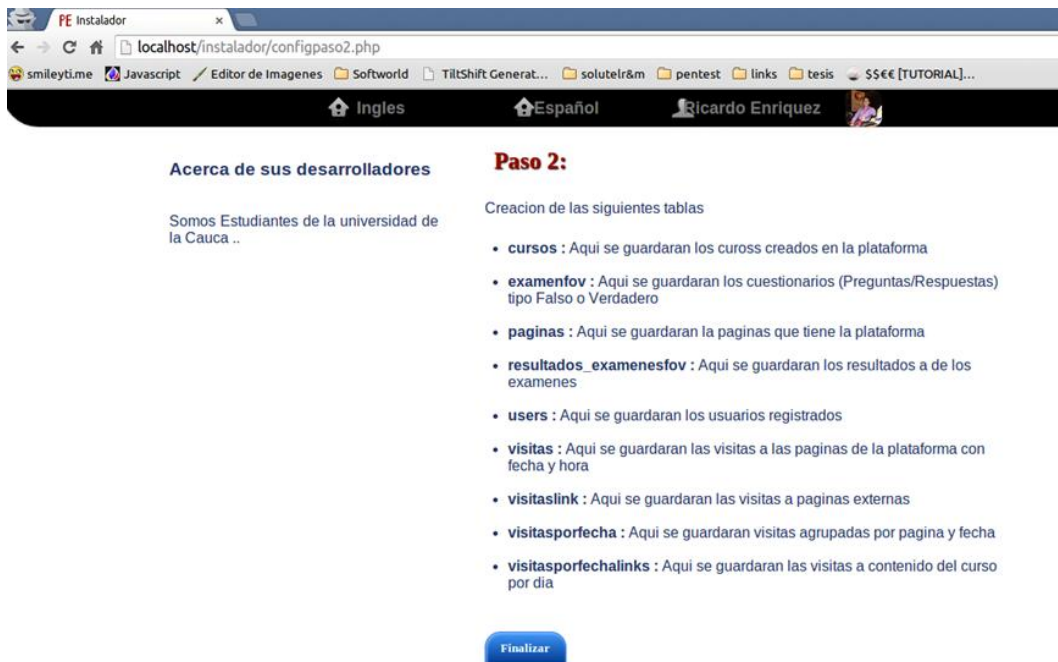 PE Instalador
localhost/instalador/configpaso2.php
smileyti.me Javascript Editor de Imagenes Softworld TiltShift Generat... solutelr&m pentest links tesis $$€€ [TUTORIAL]...
Ingles Español Ricardo Enriquez
Acerca de sus desarrolladores
Somos Estudiantes de la universidad de
la Cauca ..
Paso 2:
Creacion de las siguientes tablas
• cursos : Aqui se guardaran los cuross creados en la plataforma
• examenfov : Aqui se guardaran los cuestionarios (Preguntas/Respuestas)
tipo Falso o Verdadero
• paginas : Aqui se guardaran la paginas que tiene la plataforma
• resultados_examenesfov : Aqui se guardaran los resultados a de los
examenes
• users : Aqui se guardaran los usuarios registrados
• visitas : Aqui se guardaran las visitas a las paginas de la plataforma con
fecha y hora
• visitaslink : Aqui se guardaran las visitas a paginas externas
• visitasporfecha : Aqui se guardaran visitas agrupadas por pagina y fecha
• visitasporfechalinks : Aqui se guardaran las visitas a contenido del curso
por dia
Finalizar